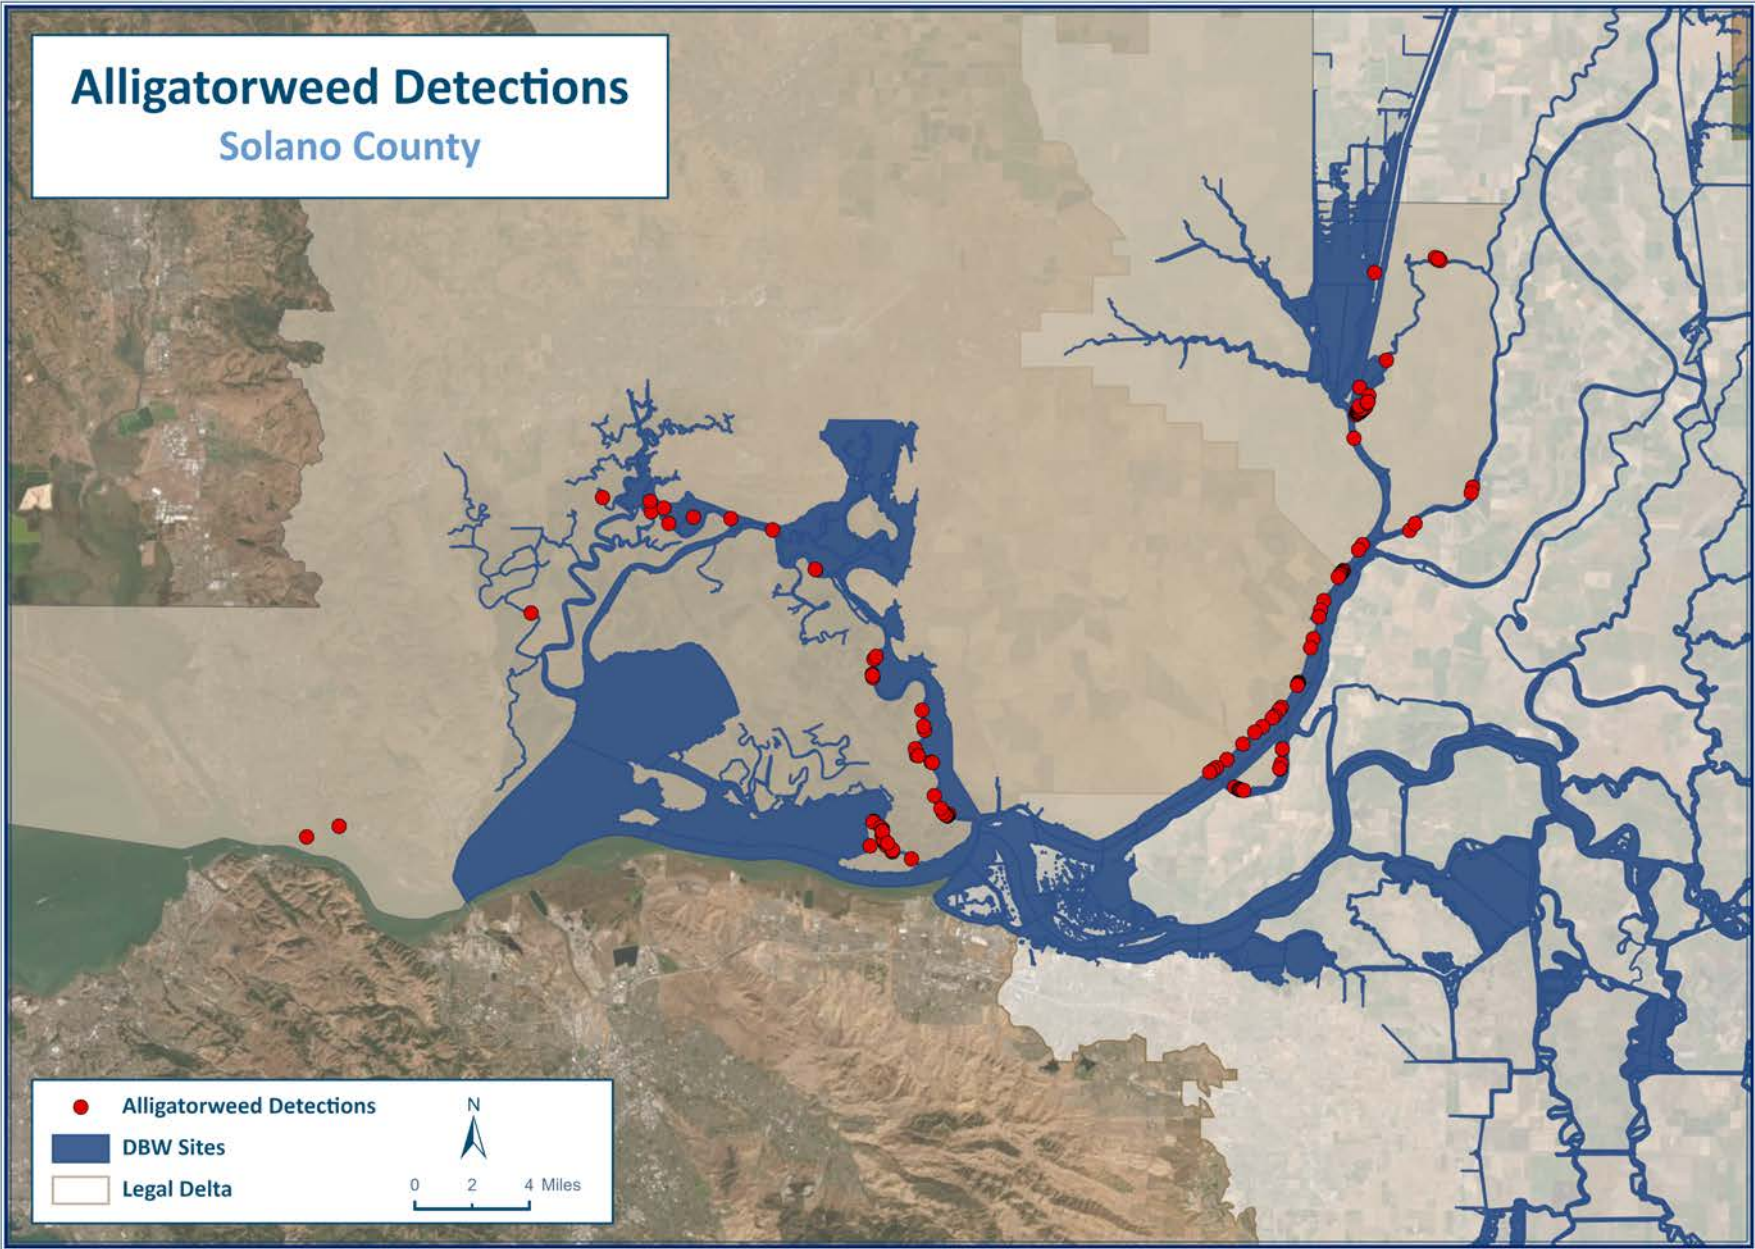 Alligatorweed Detections
Solano County
Alligatorweed Detections
DBW Sites
Legal Delta
N
0 2 4 Miles